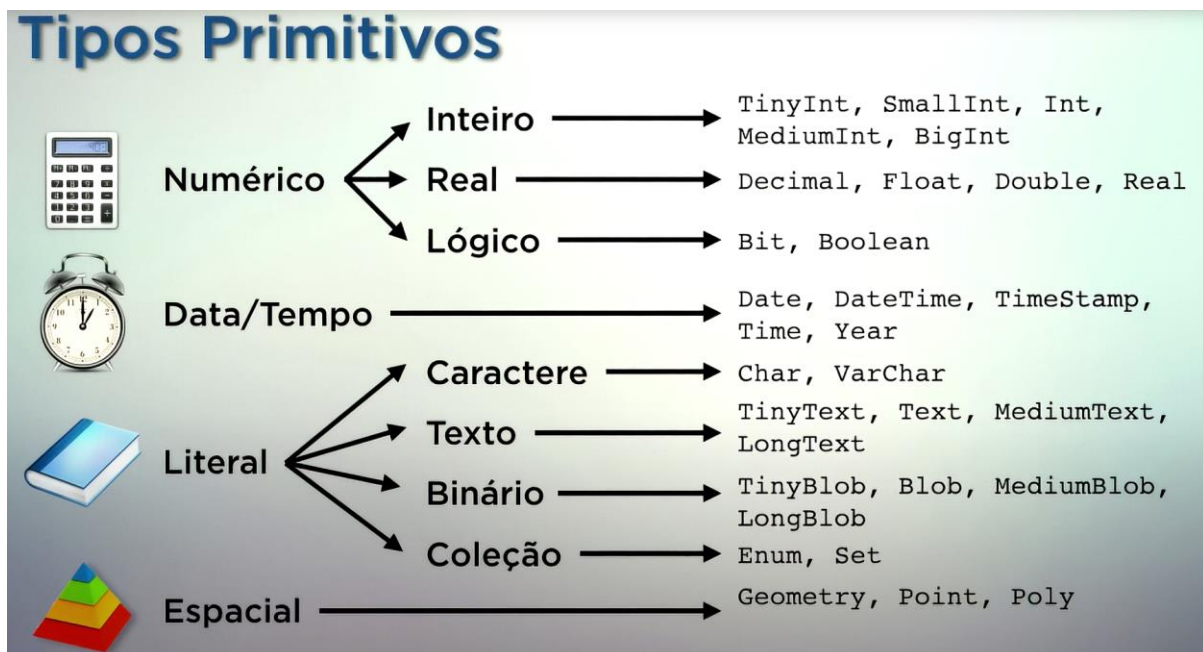 Tipos Primitivos
Numérico
Inteiro
TinyInt, SmallInt, Int,
MediumInt, BigInt
Real
Decimal, Float, Double, Real
Lógico
Bit, Boolean
Data/Tempo
Date, DateTime, TimeStamp,
Time, Year
Literal
Caractere
Char, VarChar
Texto
TinyText, Text, MediumText,
LongText
Binário
TinyBlob, Blob, MediumBlob,
LongBlob
Coleção
Enum, Set
Espacial
Geometry, Point, Poly